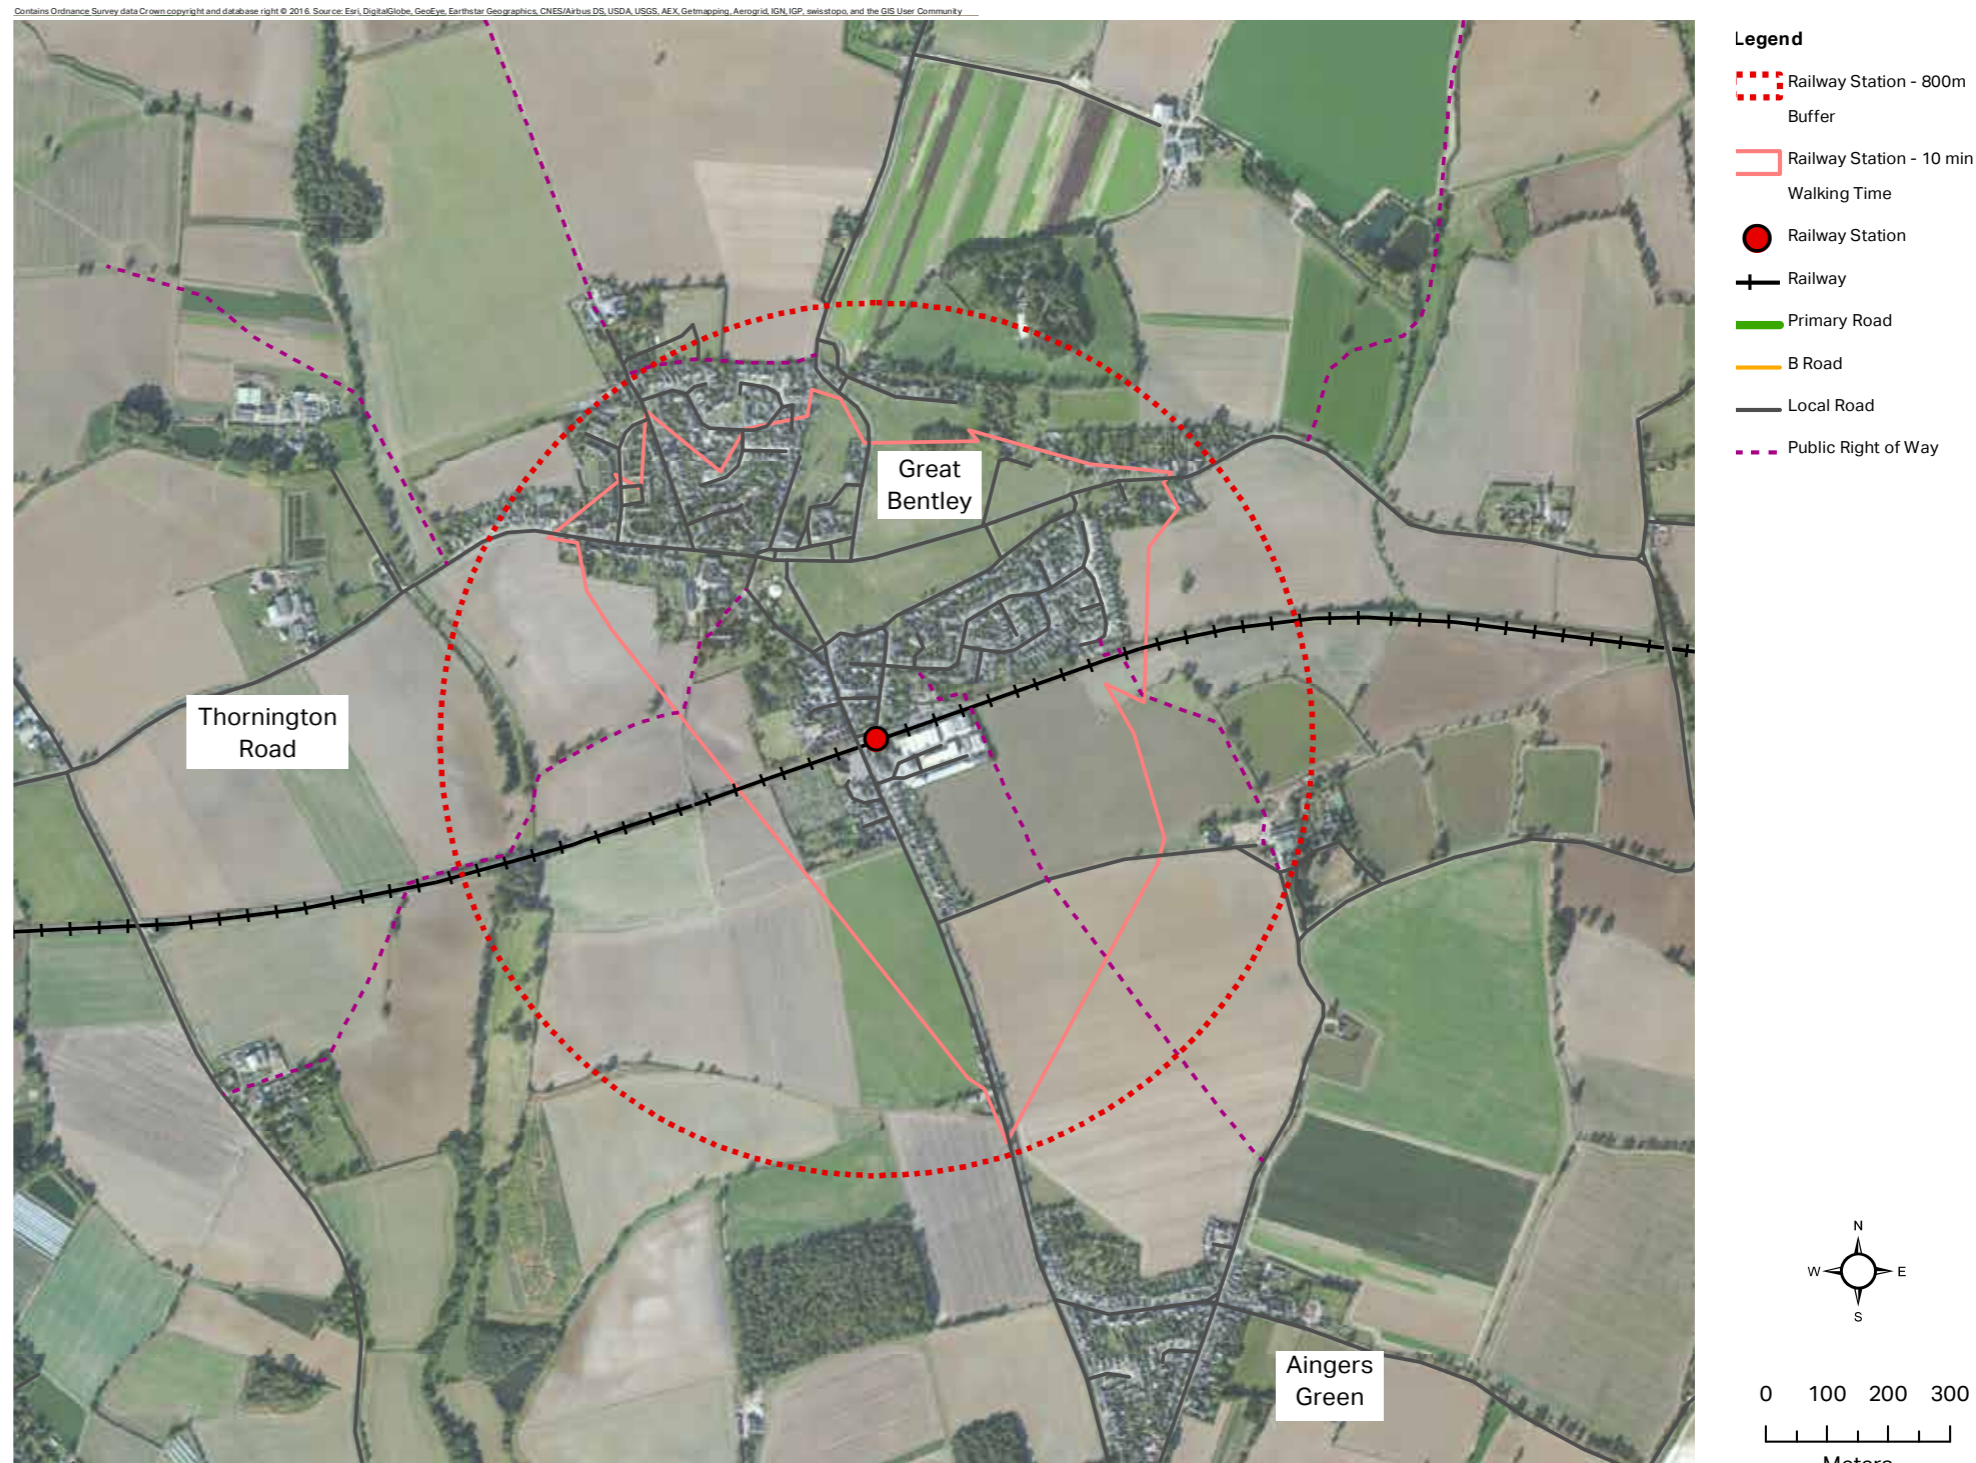 Contains Ordnance Survey data Crown copyright and database right © 2016. Source: Esri, DigitalGlobe, GeoEye, Earthstar Geographics, CNES/Airbus DS, USDA, USGS, AEX, Getmapping, Aerogrid, IGN, IGP, swisstopo, and the GIS User Community
Legend
Railway Station - 800m
Buffer
Railway Station - 10 min
Walking Time
Railway Station
Railway
Primary Road
B Road
Local Road
Public Right of Way
Great
Bentley
Thornington
Road
Aingers
Green
N
W E
S
0 100 200 300
Meters